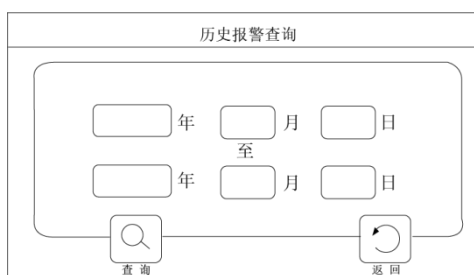 历史报警查询
年 月 日
至
年 月 日
查询 返回